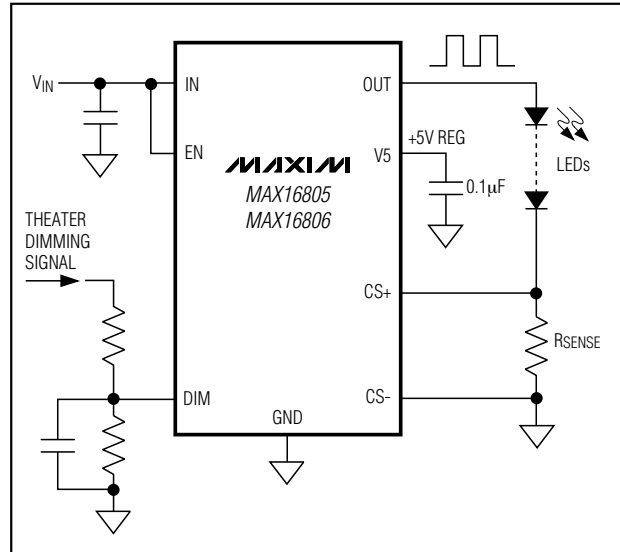 VIN
IN
OUT
EN
+5V REG
V5
MAXIM
MAX16805
MAX16806
0.1µF
LEDs
THEATER
DIMMING
SIGNAL
CS+
RSENSE
DIM
CS-
GND